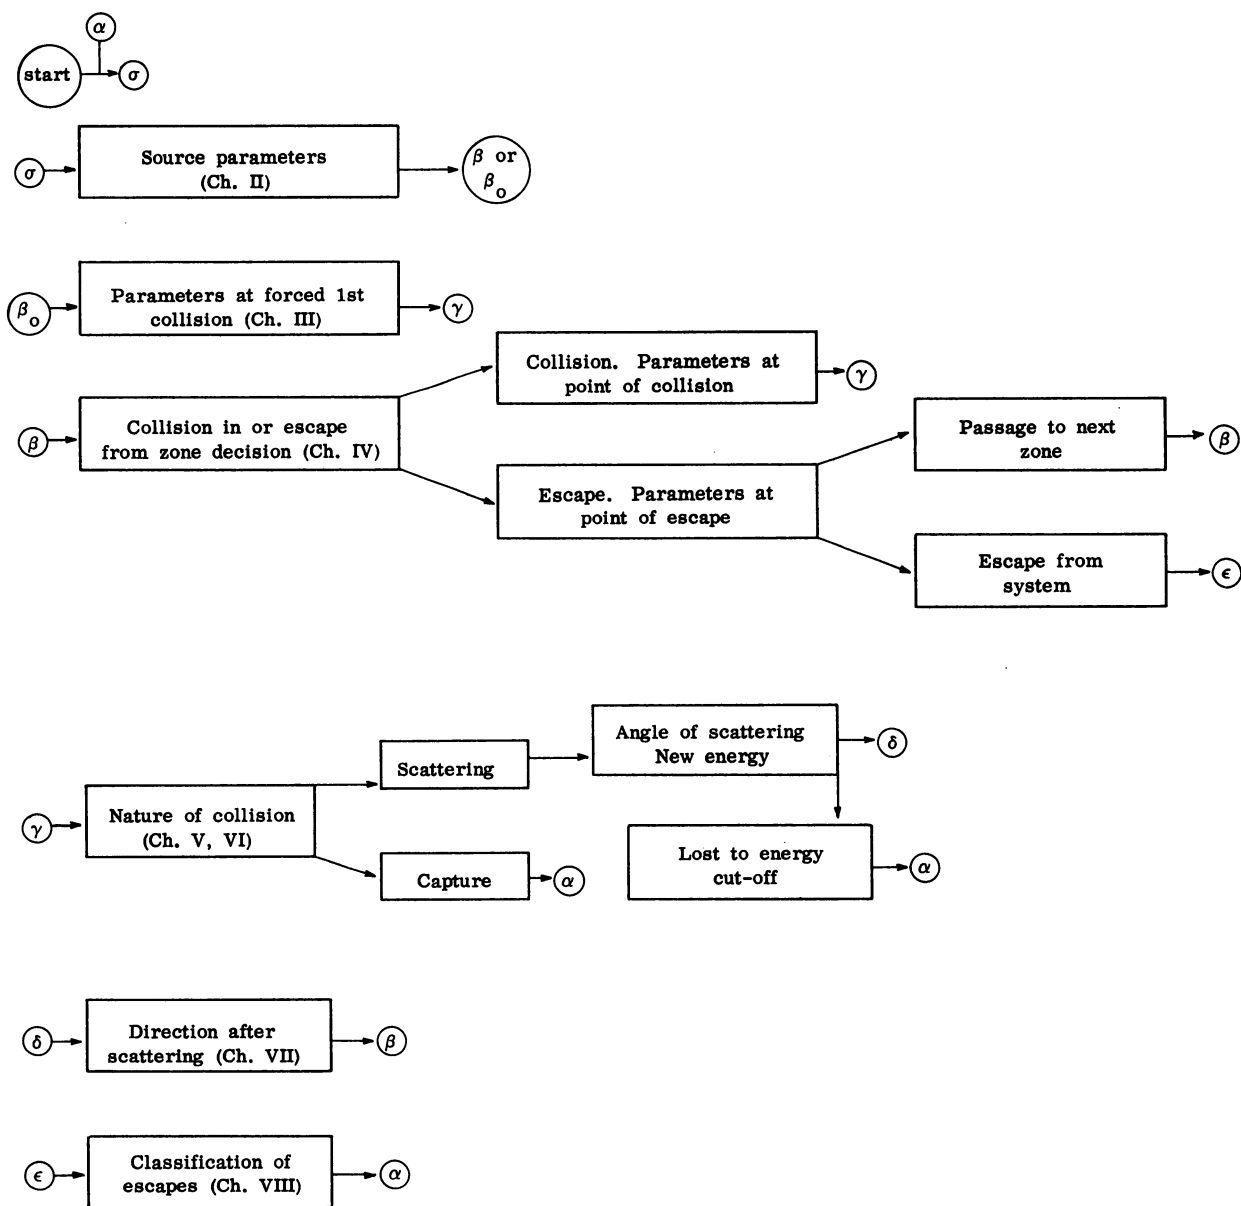 α
start
σ
σ
Source parameters
(Ch. II)
β or
β₀
β₀
Parameters at forced 1st
collision (Ch. III)
γ
β
Collision in or escape
from zone decision (Ch. IV)
Collision. Parameters at
point of collision
γ
Escape. Parameters at
point of escape
Passage to next
zone
β
Escape from
system
ϵ
γ
Nature of collision
(Ch. V, VI)
Scattering
Angle of scattering
New energy
δ
Capture
α
Lost to energy
cut-off
α
δ
Direction after
scattering (Ch. VII)
β
ϵ
Classification of
escapes (Ch. VIII)
α